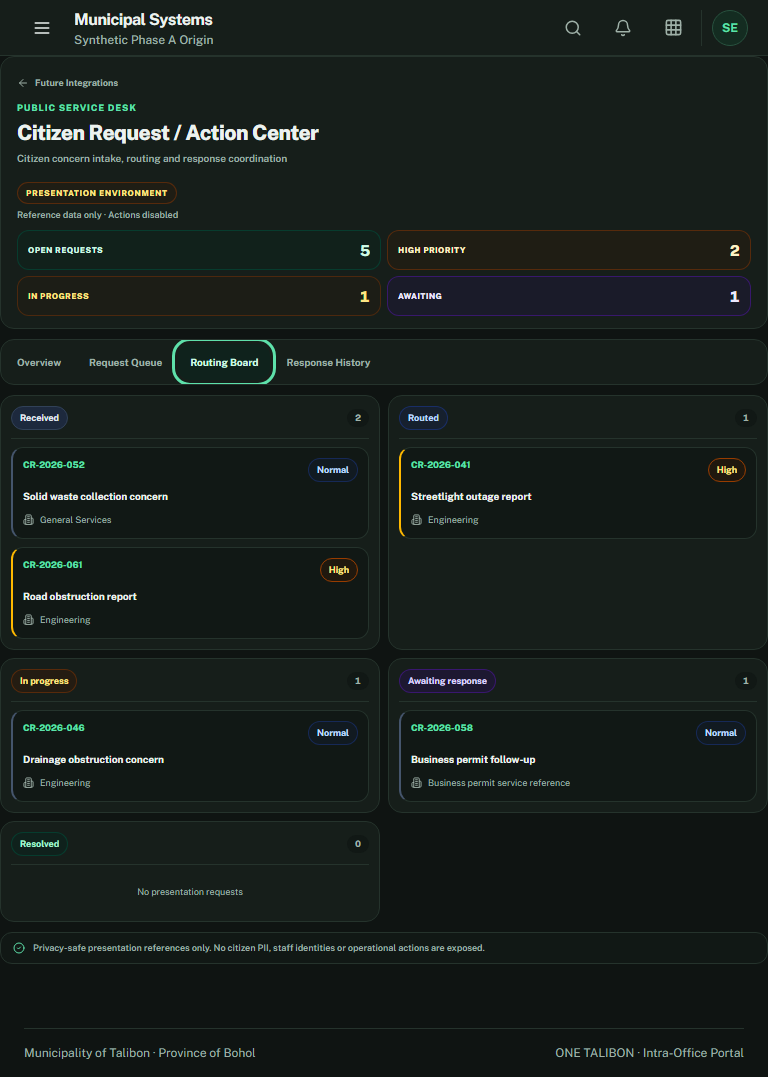 Municipal Systems
Synthetic Phase A Origin
SE
Future Integrations
PUBLIC SERVICE DESK
Citizen Request / Action Center
Citizen concern intake, routing and response coordination
PRESENTATION ENVIRONMENT
Reference data only · Actions disabled
OPEN REQUESTS 5
HIGH PRIORITY 2
IN PROGRESS 1
AWAITING 1
Overview Request Queue Routing Board Response History
Received 2
CR-2026-052 Normal
Solid waste collection concern
General Services
CR-2026-061 High
Road obstruction report
Engineering
Routed 1
CR-2026-041 High
Streetlight outage report
Engineering
In progress 1
CR-2026-046 Normal
Drainage obstruction concern
Engineering
Awaiting response 1
CR-2026-058 Normal
Business permit follow-up
Business permit service reference
Resolved 0
No presentation requests
Privacy-safe presentation references only. No citizen PII, staff identities or operational actions are exposed.
Municipality of Talibon · Province of Bohol
ONE TALIBON · Intra-Office Portal